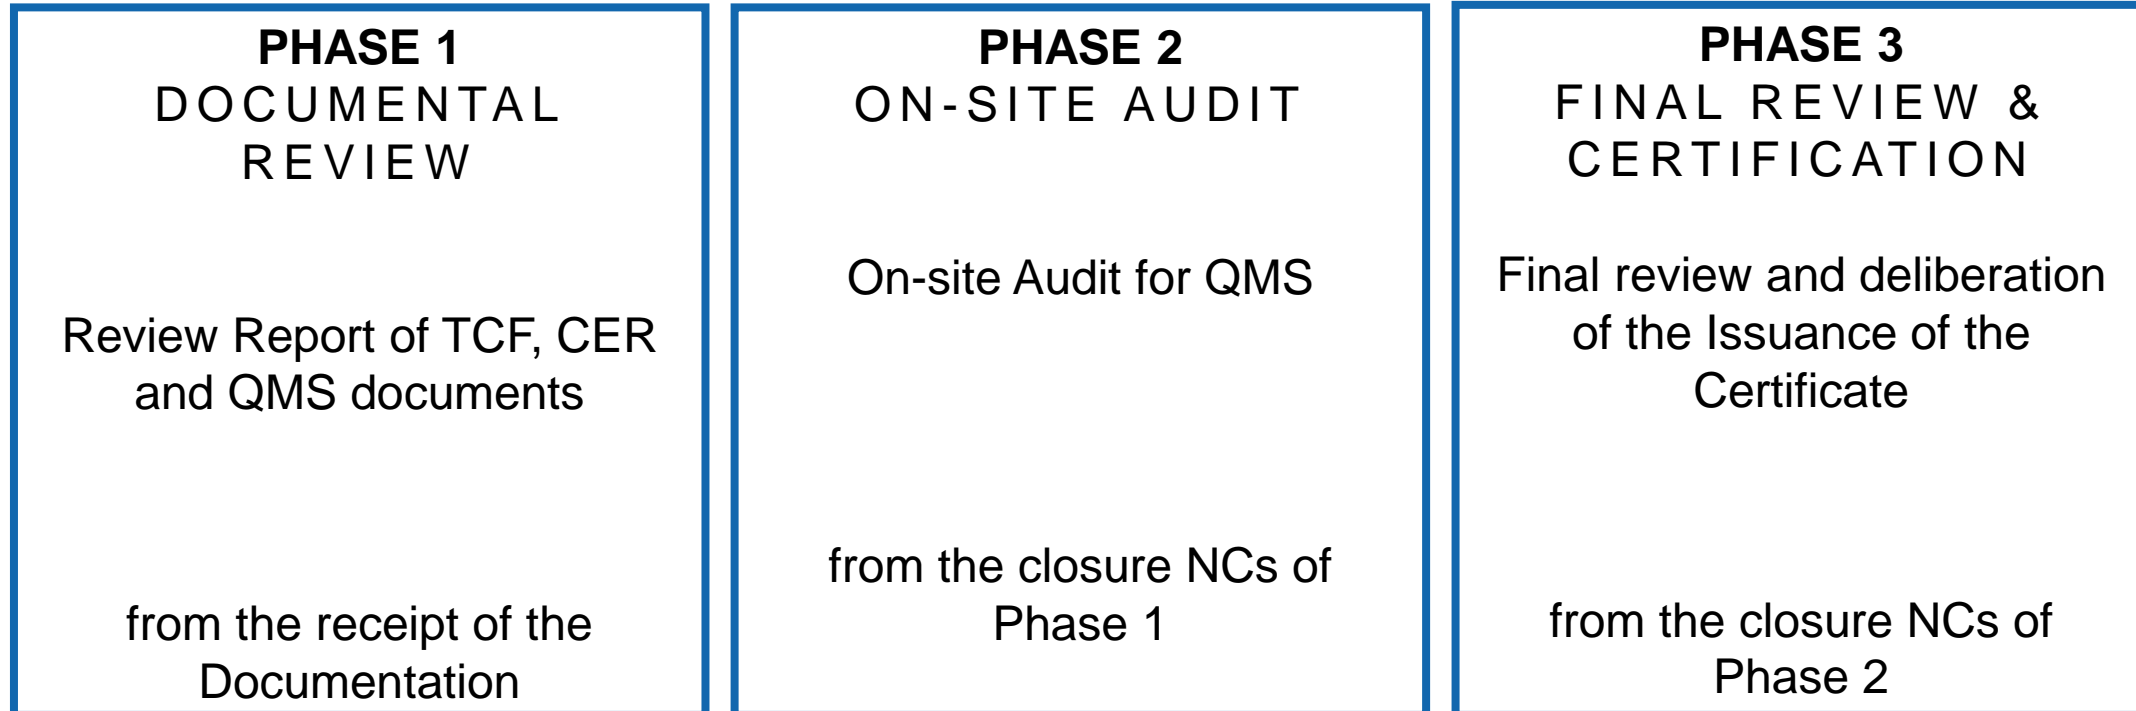 PHASE 1
DOCUMENTAL
REVIEW
Review Report of TCF, CER
and QMS documents
from the receipt of the
Documentation
PHASE 2
ON-SITE AUDIT
On-site Audit for QMS
from the closure NCs of
Phase 1
PHASE 3
FINAL REVIEW &
CERTIFICATION
Final review and deliberation
of the Issuance of the
Certificate
from the closure NCs of
Phase 2